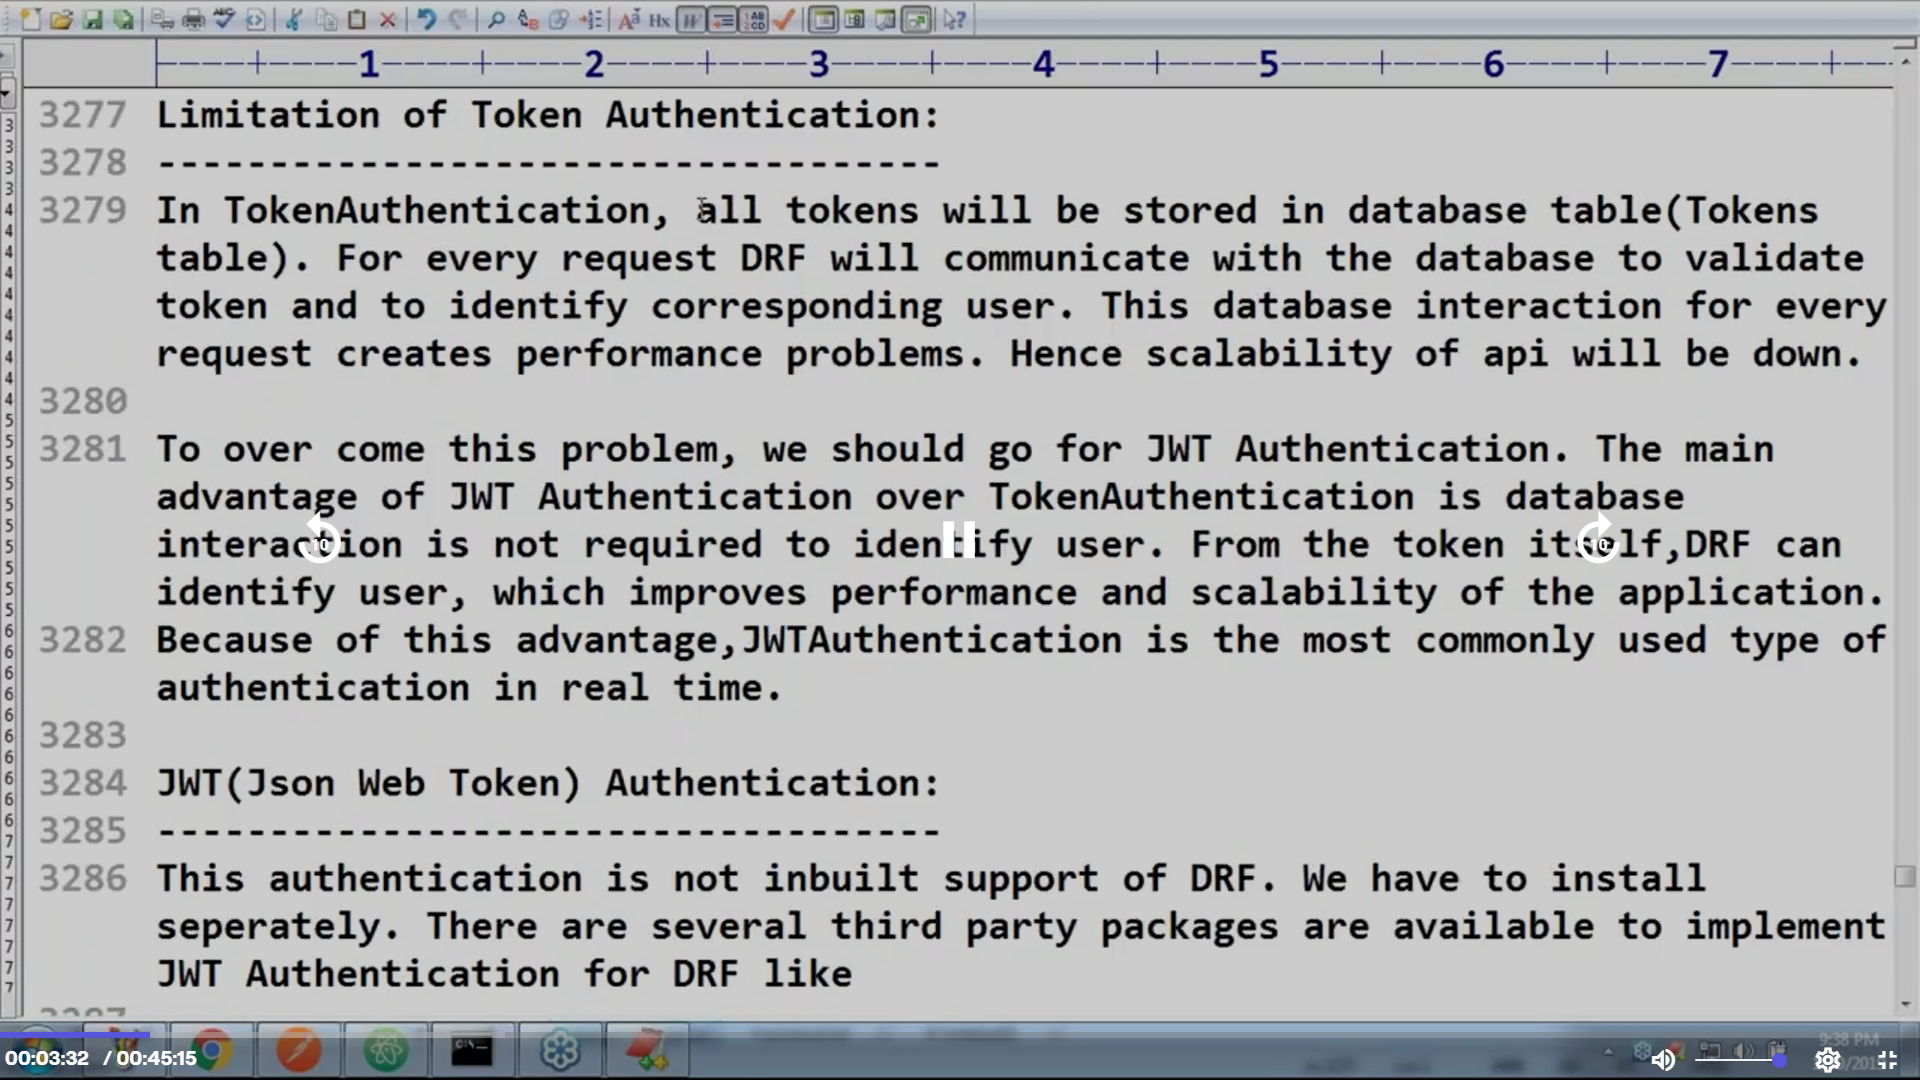 1 2 3 4 5 6 7
3277 Limitation of Token Authentication:
3278 -----------------------------------
3279 In TokenAuthentication, all tokens will be stored in database table(Tokens
table). For every request DRF will communicate with the database to validate
token and to identify corresponding user. This database interaction for every
request creates performance problems. Hence scalability of api will be down.
3280
3281 To over come this problem, we should go for JWT Authentication. The main
advantage of JWT Authentication over TokenAuthentication is database
interaction is not required to identify user. From the token itself,DRF can
identify user, which improves performance and scalability of the application.
3282 Because of this advantage,JWTAuthentication is the most commonly used type of
authentication in real time.
3283
3284 JWT(Json Web Token) Authentication:
3285 -----------------------------------
3286 This authentication is not inbuilt support of DRF. We have to install
seperately. There are several third party packages are available to implement
JWT Authentication for DRF like
10 10
9:38 PM
00:03:32 / 00:45:15